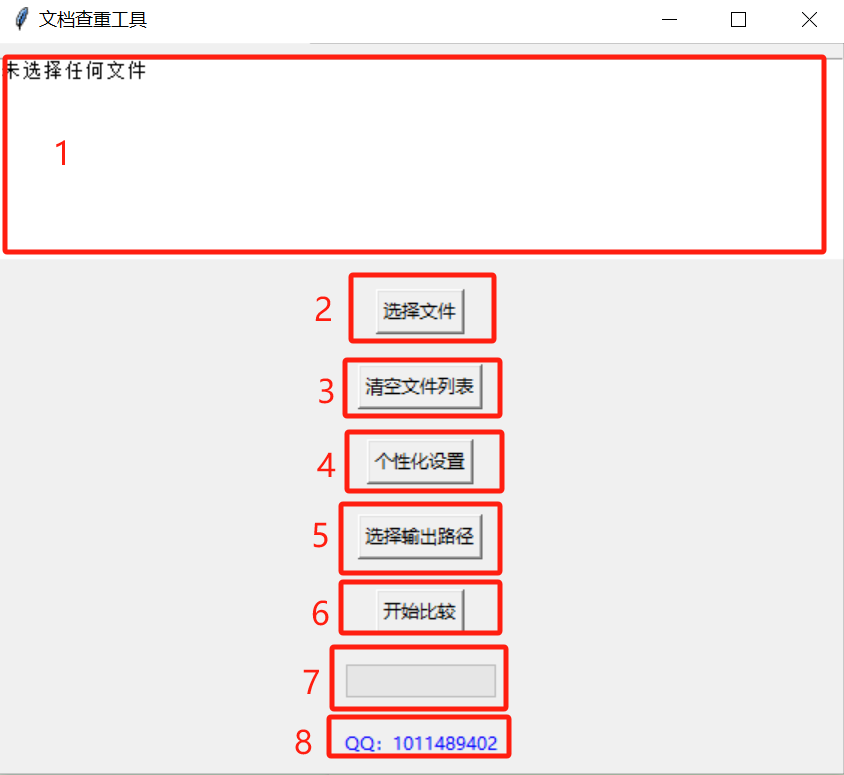 文档查重工具
未选择任何文件
1
2 选择文件
3 清空文件列表
4 个性化设置
5 选择输出路径
6 开始比较
7
8 QQ：1011489402